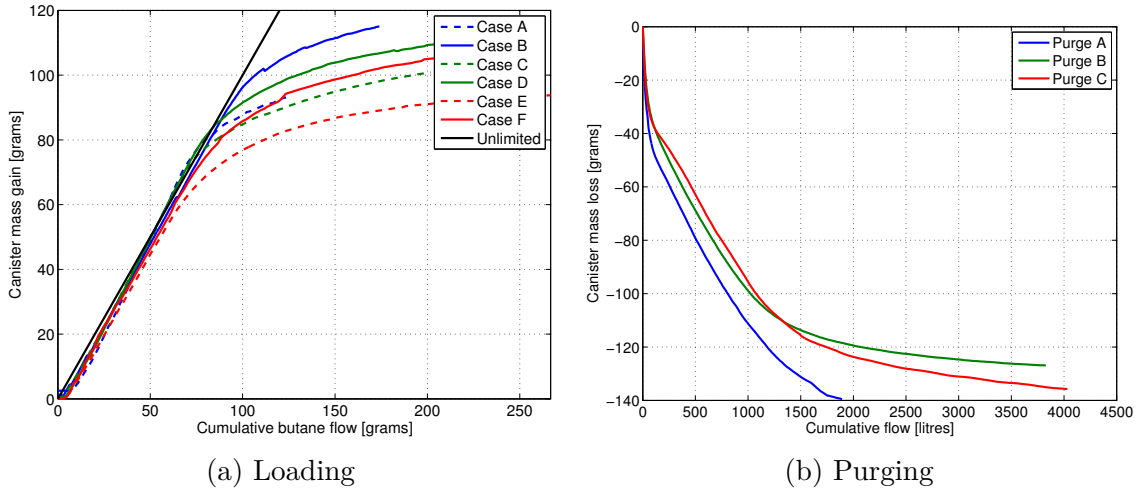 120
100
80
60
40
20
0
Canister mass gain [grams]
0 50 100 150 200 250
Cumulative butane flow [grams]
Case A
Case B
Case C
Case D
Case E
Case F
Unlimited
(a) Loading
0
−20
−40
−60
−80
−100
−120
−140
Canister mass loss [grams]
0 500 1000 1500 2000 2500 3000 3500 4000 4500
Cumulative flow [litres]
Purge A
Purge B
Purge C
(b) Purging